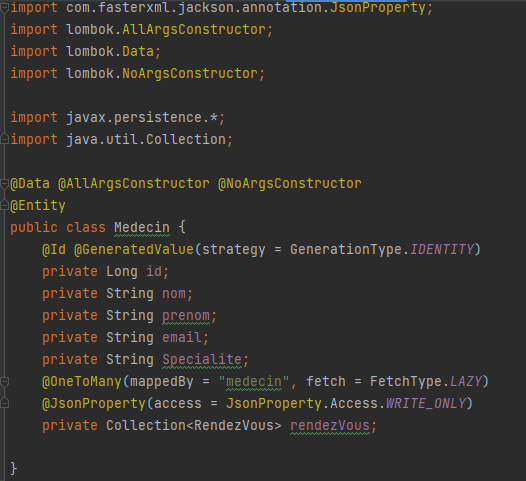 import com.fasterxml.jackson.annotation.JsonProperty;
import lombok.AllArgsConstructor;
import lombok.Data;
import lombok.NoArgsConstructor;
import javax.persistence.*;
import java.util.Collection;
@Data @AllArgsConstructor @NoArgsConstructor
@Entity
public class Medecin {
@Id @GeneratedValue(strategy = GenerationType.IDENTITY)
private Long id;
private String nom;
private String prenom;
private String email;
private String Specialite;
@OneToMany(mappedBy = "medecin", fetch = FetchType.LAZY)
@JsonProperty(access = JsonProperty.Access.WRITE_ONLY)
private Collection<RendezVous> rendezVous;
}